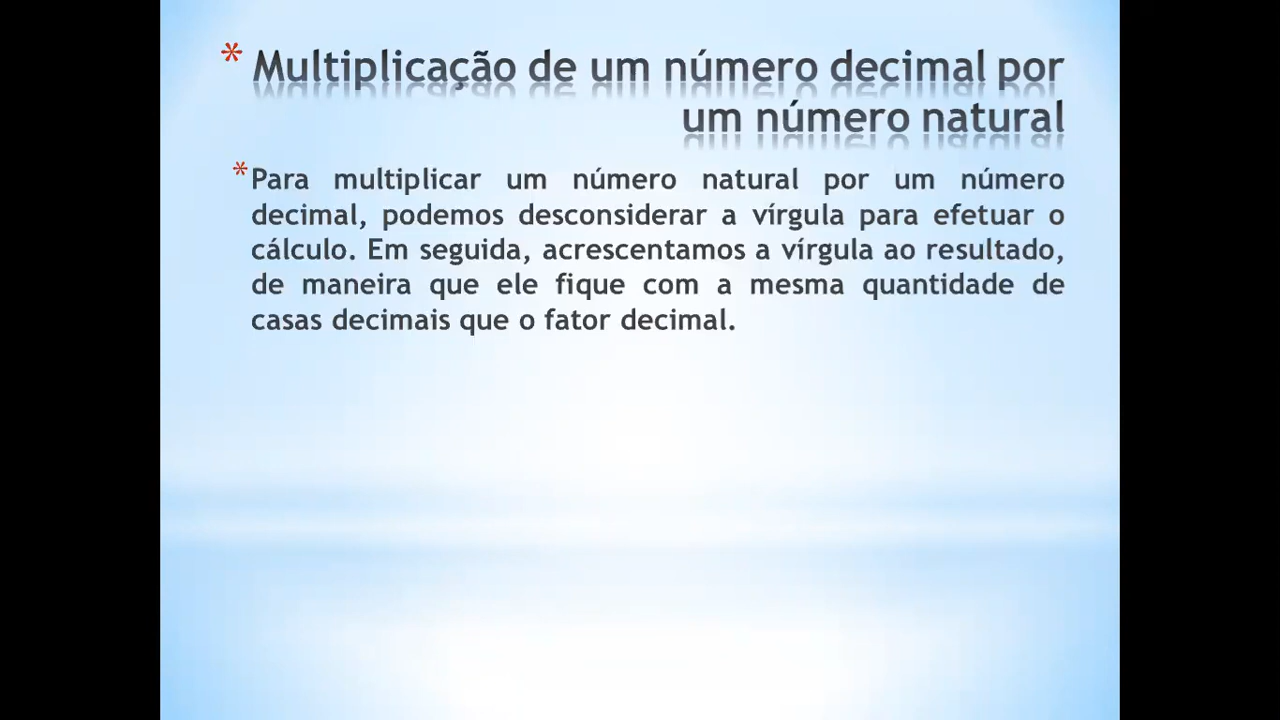 * Multiplicação de um número decimal por
um número natural
* Para multiplicar um número natural por um número
decimal, podemos desconsiderar a vírgula para efetuar o
cálculo. Em seguida, acrescentamos a vírgula ao resultado,
de maneira que ele fique com a mesma quantidade de
casas decimais que o fator decimal.